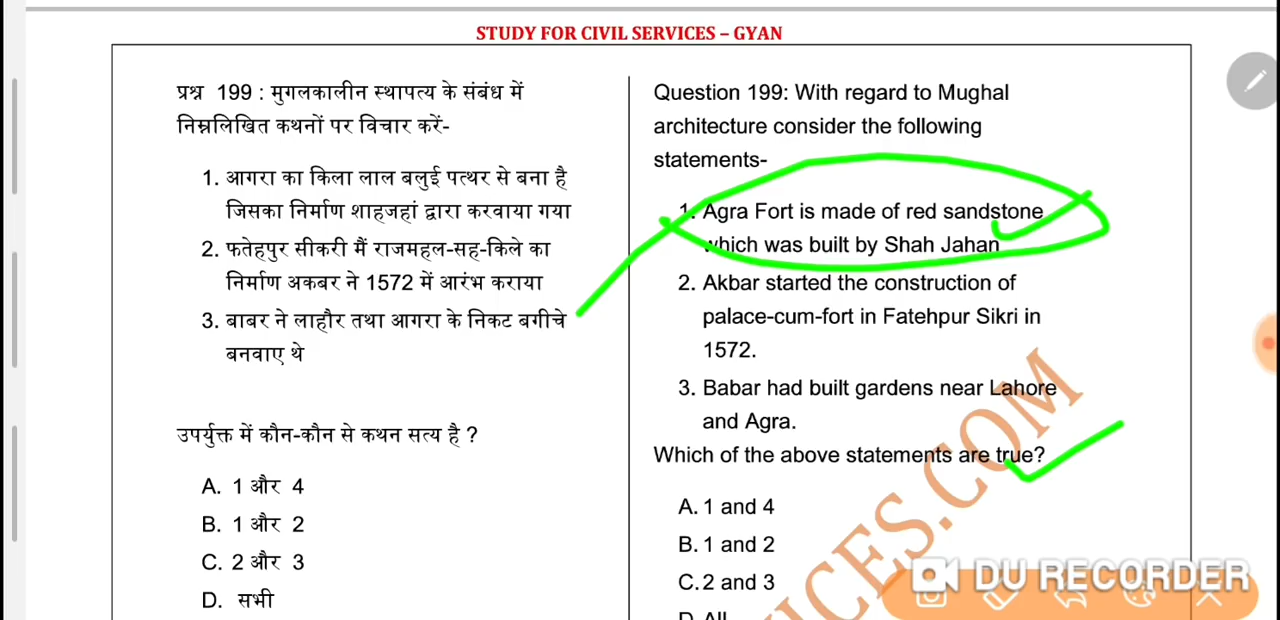 STUDY FOR CIVIL SERVICES – GYAN
प्रश्न 199 : मुगलकालीन स्थापत्य के संबंध में
निम्नलिखित कथनों पर विचार करें-
1. आगरा का किला लाल बलुई पत्थर से बना है
जिसका निर्माण शाहजहां द्वारा करवाया गया
2. फतेहपुर सीकरी मैं राजमहल-सह-किले का
निर्माण अकबर ने 1572 में आरंभ कराया
3. बाबर ने लाहौर तथा आगरा के निकट बगीचे
बनवाए थे
उपर्युक्त में कौन-कौन से कथन सत्य है ?
A. 1 और 4
B. 1 और 2
C. 2 और 3
D. सभी
Question 199: With regard to Mughal
architecture consider the following
statements-
1. Agra Fort is made of red sandstone
which was built by Shah Jahan
2. Akbar started the construction of
palace-cum-fort in Fatehpur Sikri in
1572.
3. Babar had built gardens near Lahore
and Agra.
Which of the above statements are true?
A. 1 and 4
B. 1 and 2
C. 2 and 3
D. All
ICES.COM
DU RECORDER